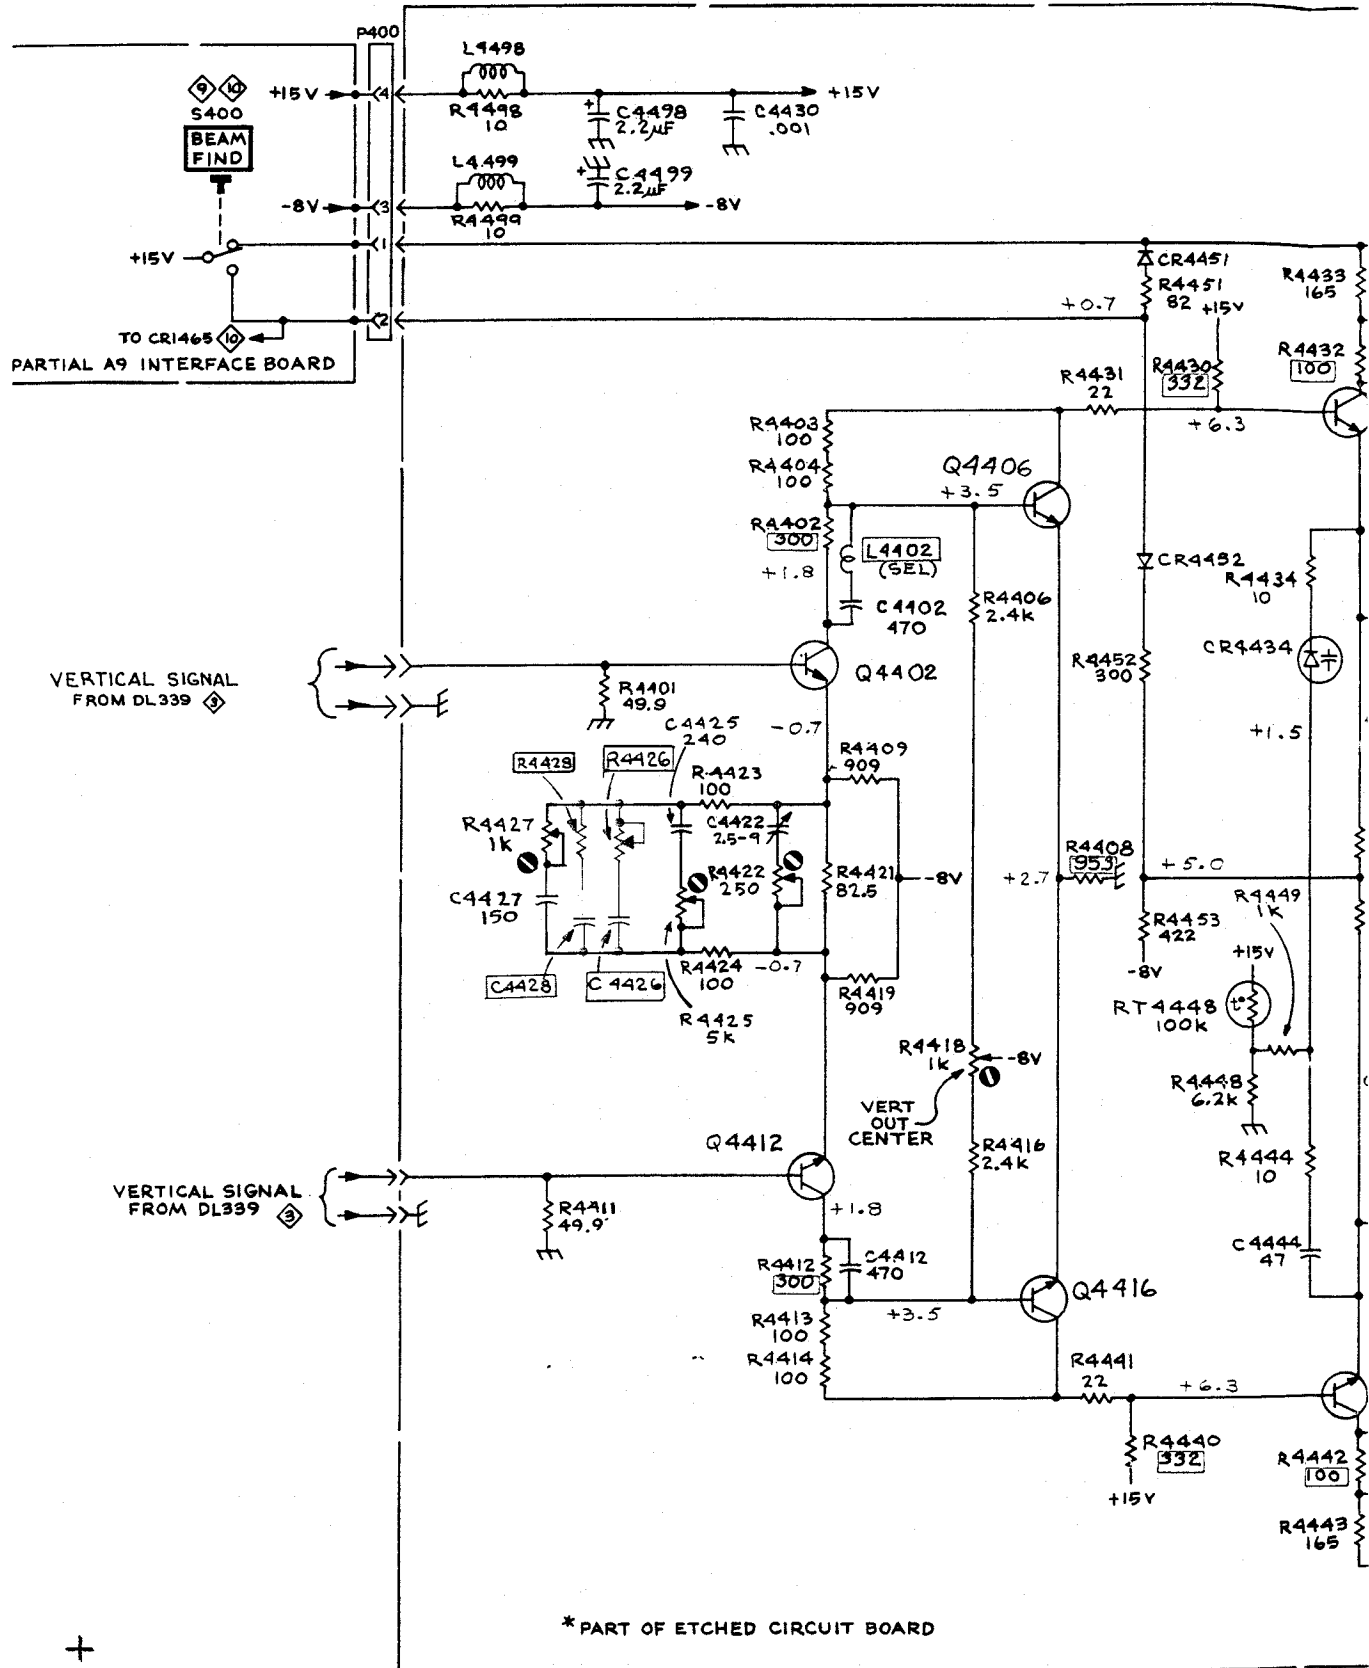 P400
L4498
9 10
+15V
4
+15V
S400
R4498
10
+
C4498
2.2µF
C4430
.001
BEAM
FIND
L4499
+
C4499
2.2µF
-8V
3
-8V
R4499
10
1
+15V
CR4451
R4451
82
+15V
R4433
165
+0.7
2
TO CR1465 10
PARTIAL A9 INTERFACE BOARD
R4432
100
R4431
22
R4430
332
+6.3
R4403
100
R4404
100
Q4406
+3.5
R4402
300
L4402
(SEL)
+1.8
CR4452
R4434
10
C4402
470
R4406
2.4K
VERTICAL SIGNAL
FROM DL339 3
Q4402
R4452
300
CR4434
R4401
49.9
C4425
240
-0.7
+1.5
R4409
909
R4428
R4426
R4423
100
R4427
1K
C4422
2.5-9
R4422
250
R4421
82.5
-8V
+2.7
R4408
953
+5.0
C4427
150
R4449
1K
R4453
422
-8V
+15V
C4428
C4426
R4424
100
-0.7
R4419
909
R4425
5K
RT4448
100K
t°
R4418
1K
-8V
R4448
6.2K
VERT
OUT
CENTER
Q4412
R4416
2.4K
R4444
10
VERTICAL SIGNAL
FROM DL339 3
R4411
49.9
+1.8
R4412
300
C4412
470
C4444
47
Q4416
+3.5
R4413
100
R4414
100
R4441
22
+6.3
R4440
332
+15V
R4442
100
R4443
165
*PART OF ETCHED CIRCUIT BOARD